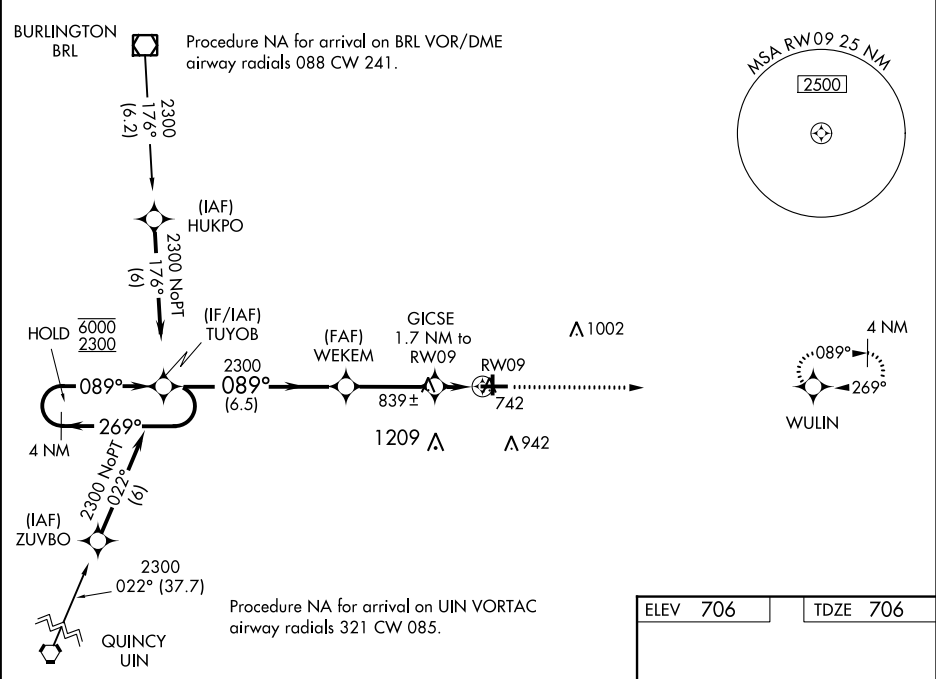 BURLINGTON
BRL
Procedure NA for arrival on BRL VOR/DME
airway radials 088 CW 241.
MSA RW09 25 NM
2500
2300
176°
(6.2)
(IAF)
HUKPO
2300 NoPT
176°
(6)
HOLD
6000
2300
(IF/IAF)
TUYOB
089°
269°
4 NM
2300
089°
(6.5)
(FAF)
WEKEM
GICSE
1.7 NM to
RW09
839±
RW09
742
1002
1209
942
4 NM
089°
269°
WULIN
2300 NoPT
022°
(6)
(IAF)
ZUVBO
2300
022° (37.7)
QUINCY
UIN
Procedure NA for arrival on UIN VORTAC
airway radials 321 CW 085.
ELEV 706
TDZE 706